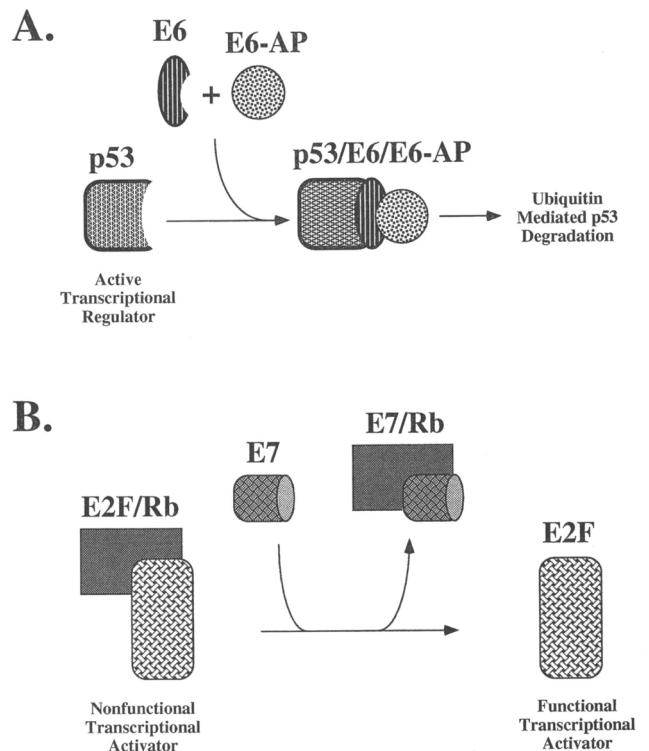 A.
E6
E6-AP
+
p53
p53/E6/E6-AP
Ubiquitin
Mediated p53
Degradation
Active
Transcriptional
Regulator
B.
E7/Rb
E7
E2F/Rb
E2F
Nonfunctional
Transcriptional
Activator
Functional
Transcriptional
Activator